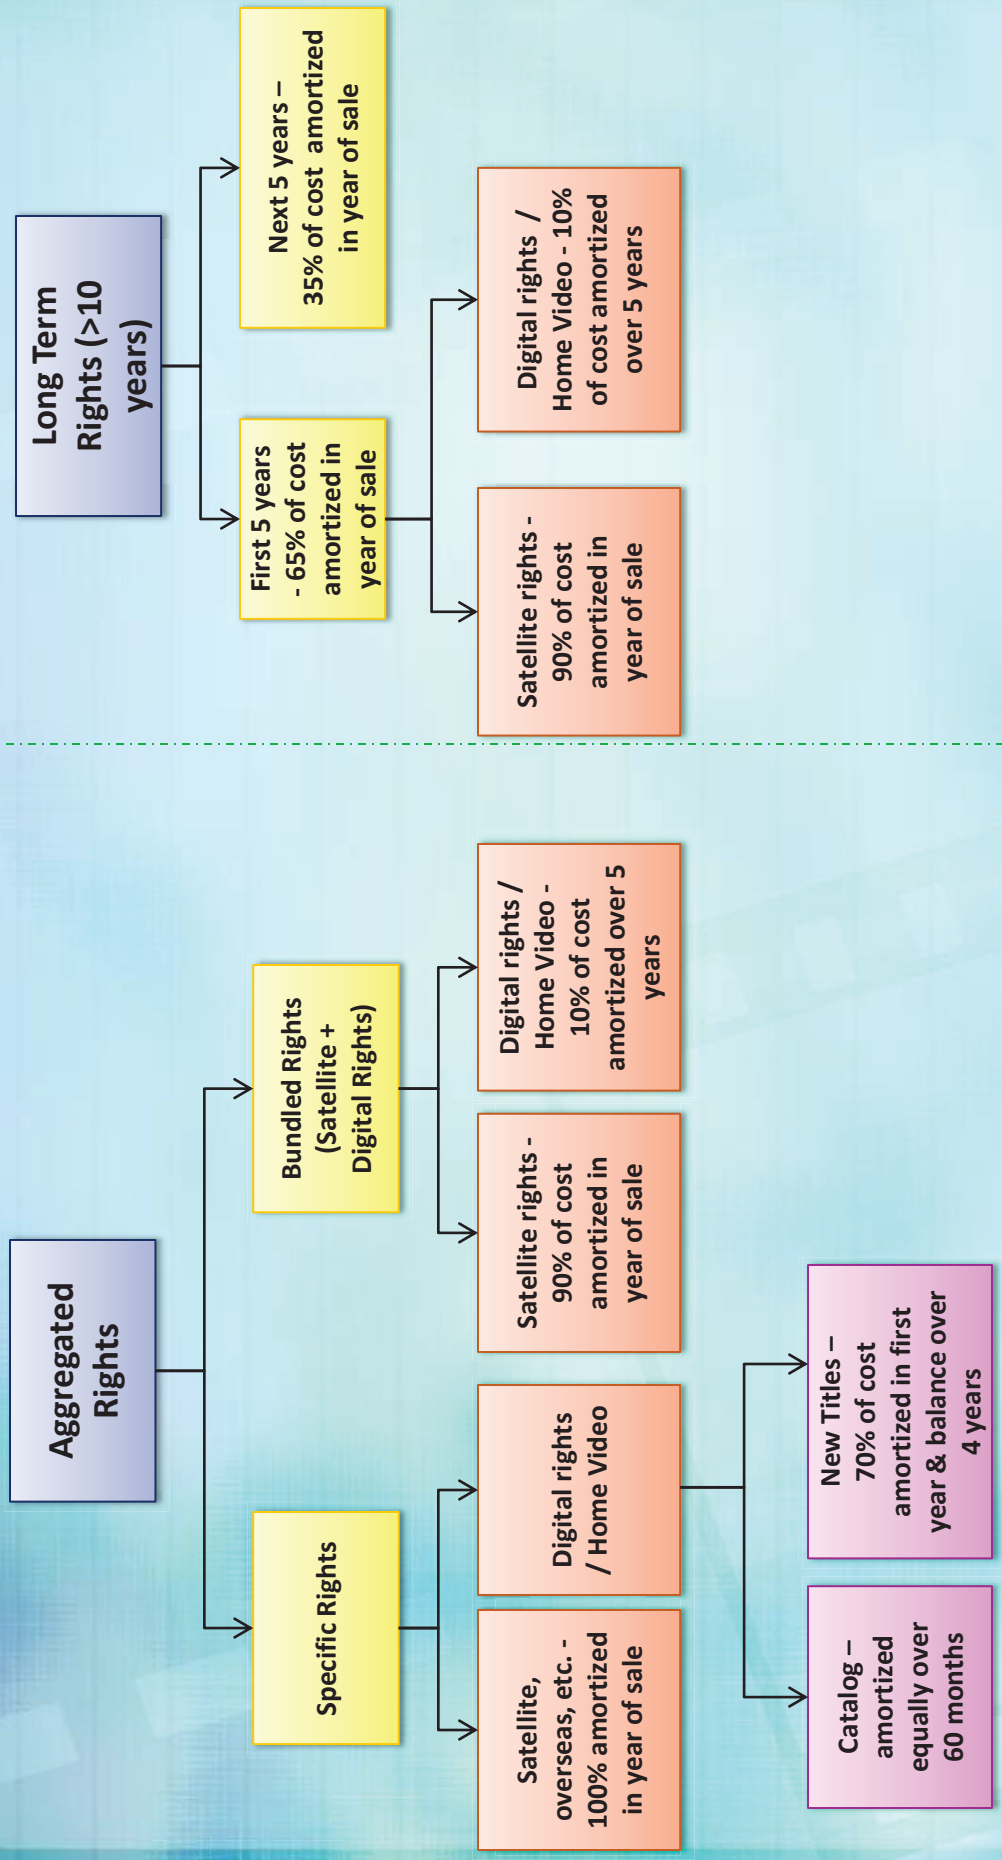 Aggregated
Rights
Long Term
Rights (>10
years)
Specific Rights
Bundled Rights
(Satellite +
Digital Rights)
First 5 years
- 65% of cost
amortized in
year of sale
Next 5 years –
35% of cost amortized
in year of sale
Satellite,
overseas, etc. -
100% amortized
in year of sale
Digital rights
/ Home Video
Satellite rights -
90% of cost
amortized in
year of sale
Digital rights /
Home Video -
10% of cost
amortized over 5
years
Satellite rights -
90% of cost
amortized in
year of sale
Digital rights /
Home Video - 10%
of cost amortized
over 5 years
Catalog –
amortized
equally over
60 months
New Titles –
70% of cost
amortized in first
year & balance over
4 years